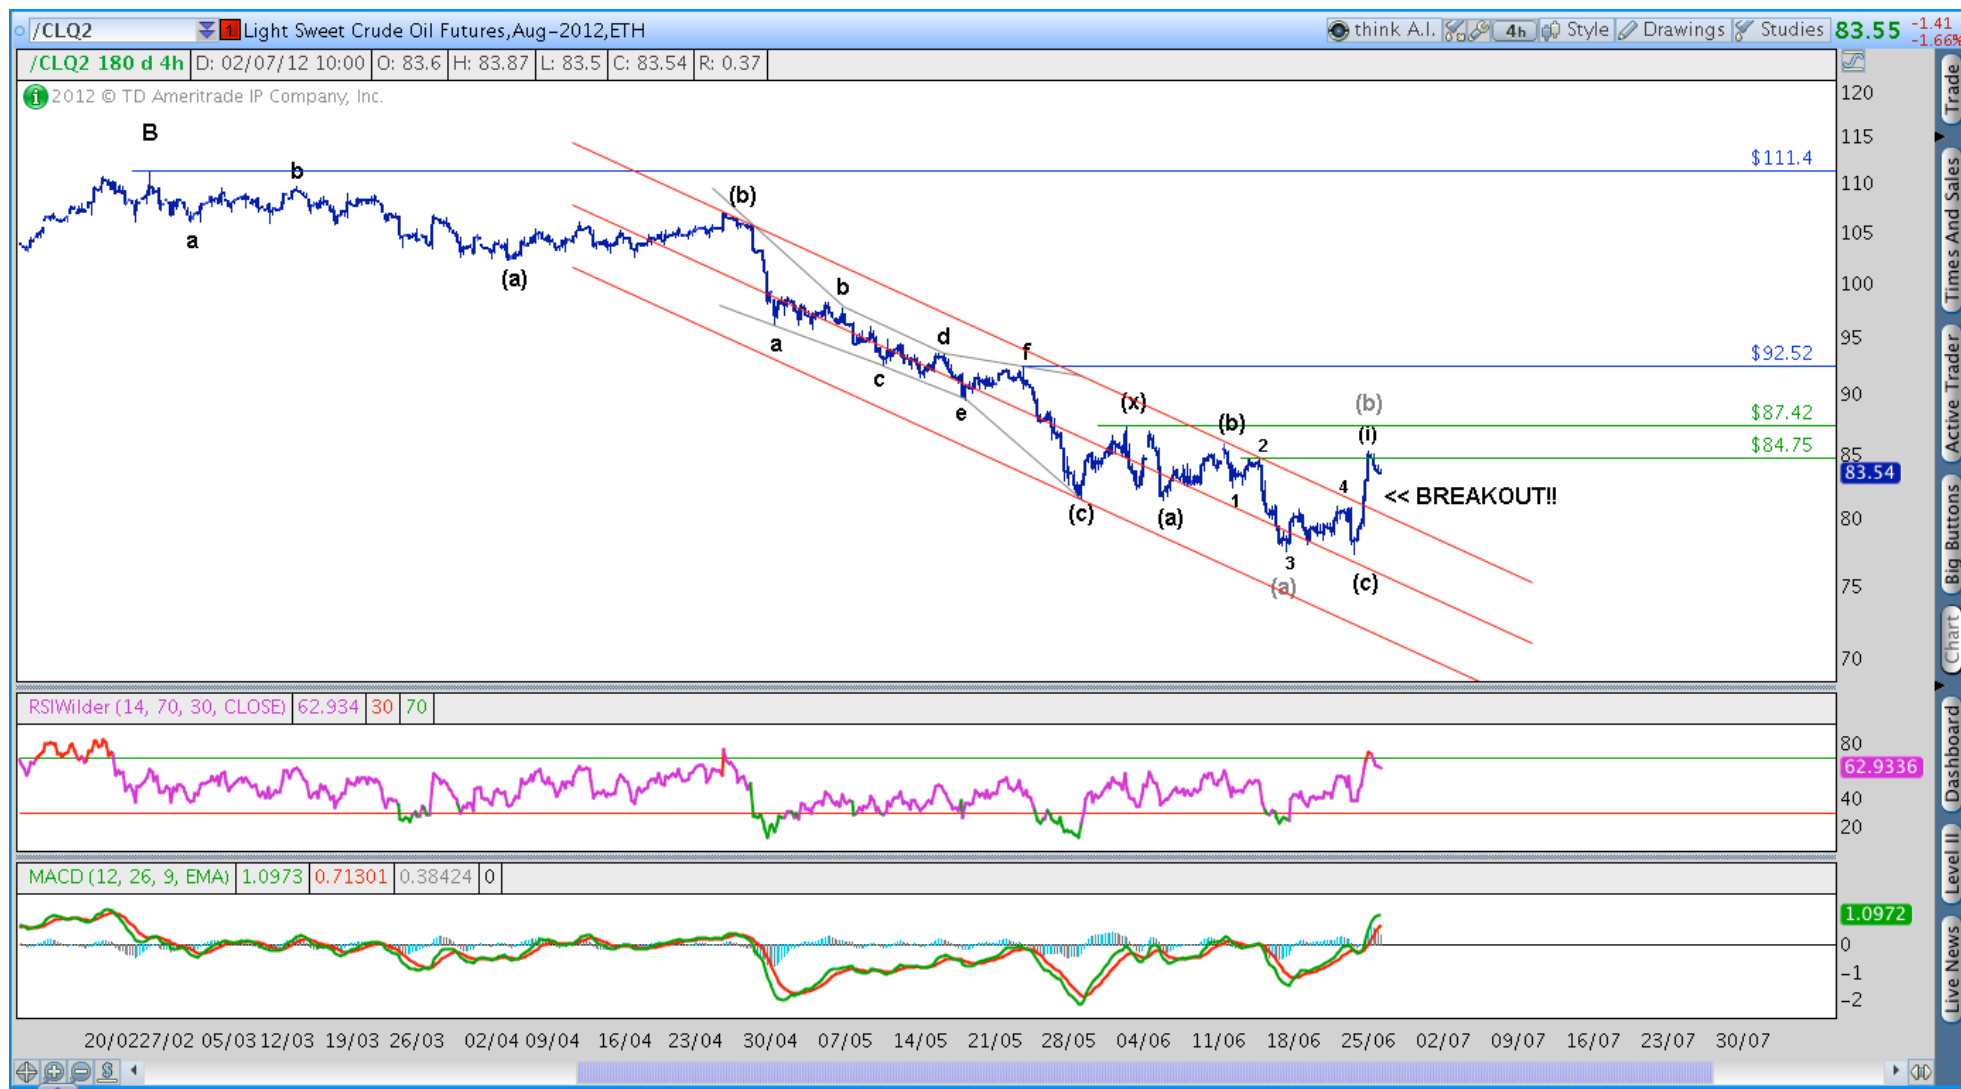 /CLQ2 1 Light Sweet Crude Oil Futures,Aug-2012,ETH think A.I. 4h Style Drawings Studies 83.55 -1.41
-1.66%
/CLQ2 180 d 4h D: 02/07/12 10:00 O: 83.6 H: 83.87 L: 83.5 C: 83.54 R: 0.37
i 2012 © TD Ameritrade IP Company, Inc.
120
B
115
$111.4
b
110
(b)
a
105
(a)
100
b
a
d
95
f
$92.52
c
e
90
(x)
(b)
$87.42
(b)
(i)
2
$84.75
85
83.54
4
1
<< BREAKOUT!!
(c)
(a)
80
3
(a)
(c)
75
70
RSIWilder (14, 70, 30, CLOSE) 62.934 30 70
80
62.9336
40
20
MACD (12, 26, 9, EMA) 1.0973 0.71301 0.38424 0
1.0972
0
-1
-2
20/02 27/02 05/03 12/03 19/03 26/03 02/04 09/04 16/04 23/04 30/04 07/05 14/05 21/05 28/05 04/06 11/06 18/06 25/06 02/07 09/07 16/07 23/07 30/07
$
Trade
Times And Sales
Active Trader
Big Buttons
Chart
Dashboard
Level II
Live News